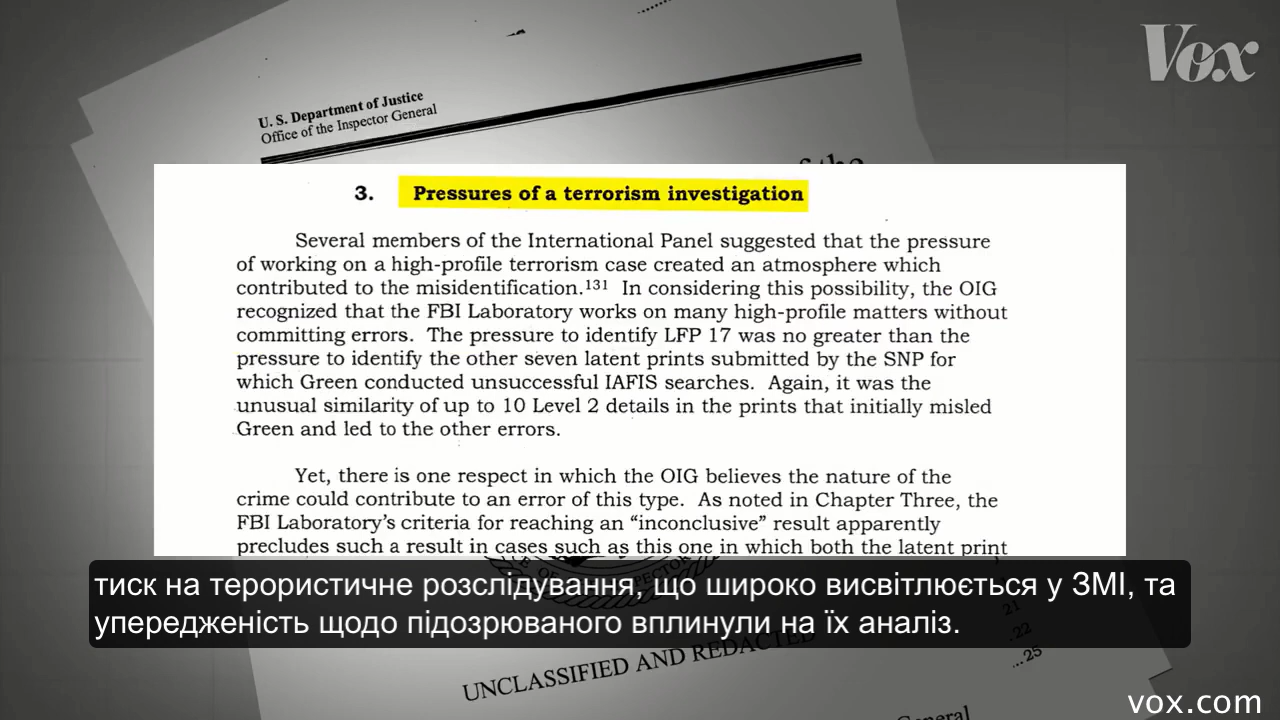 Vox
U. S. Department of Justice
Office of the Inspector General
of the
3. Pressures of a terrorism investigation
Several members of the International Panel suggested that the pressure
of working on a high-profile terrorism case created an atmosphere which
contributed to the misidentification.131 In considering this possibility, the OIG
recognized that the FBI Laboratory works on many high-profile matters without
committing errors. The pressure to identify LFP 17 was no greater than the
pressure to identify the other seven latent prints submitted by the SNP for
which Green conducted unsuccessful IAFIS searches. Again, it was the
unusual similarity of up to 10 Level 2 details in the prints that initially misled
Green and led to the other errors.
Yet, there is one respect in which the OIG believes the nature of the
crime could contribute to an error of this type. As noted in Chapter Three, the
FBI Laboratory's criteria for reaching an "inconclusive" result apparently
precludes such a result in cases such as this one in which both the latent print
тиск на терористичне розслідування, що широко висвітлюється у ЗМІ, та
упередженість щодо підозрюваного вплинули на їх аналіз.
21
.22
...25
UNCLASSIFIED AND REDACTED
General
vox.com